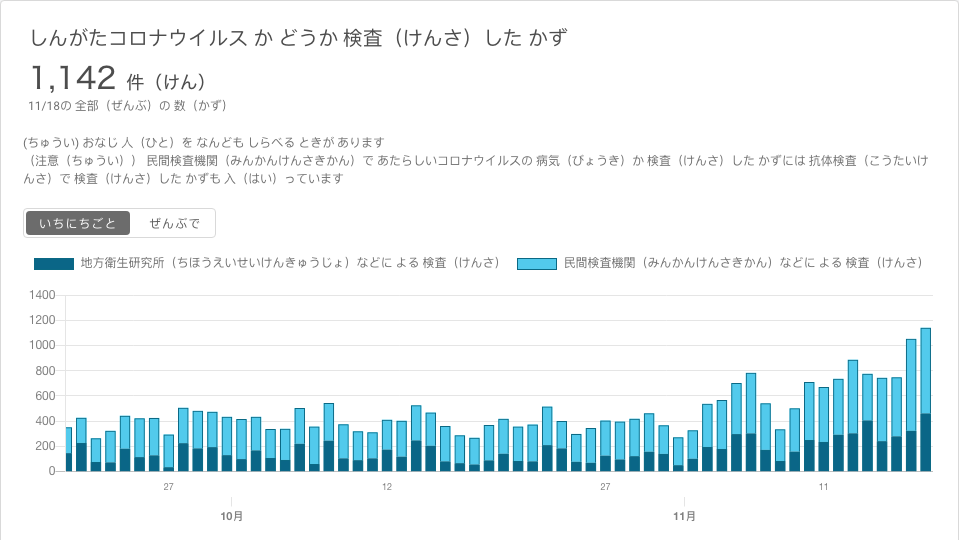 しんがたコロナウイルス か どうか 検査（けんさ）した かず
1,142 件（けん）
11/18の 全部（ぜんぶ）の 数（かず）
(ちゅうい) おなじ 人（ひと）を なんども しらべる ときが あります
（注意（ちゅうい）） 民間検査機関（みんかんけんさきかん）で あたらしいコロナウイルスの 病気（びょうき）か 検査（けんさ）した かずには 抗体検査（こうたいけ
んさ）で 検査（けんさ）した かずも 入（はい）っています
いちにちごと ぜんぶで
地方衛生研究所（ちほうえいせいけんきゅうじょ）などに よる 検査（けんさ） 民間検査機関（みんかんけんさきかん）などに よる 検査（けんさ）
1400
1200
1000
800
600
400
200
0
27 12 27 11
10月 11月